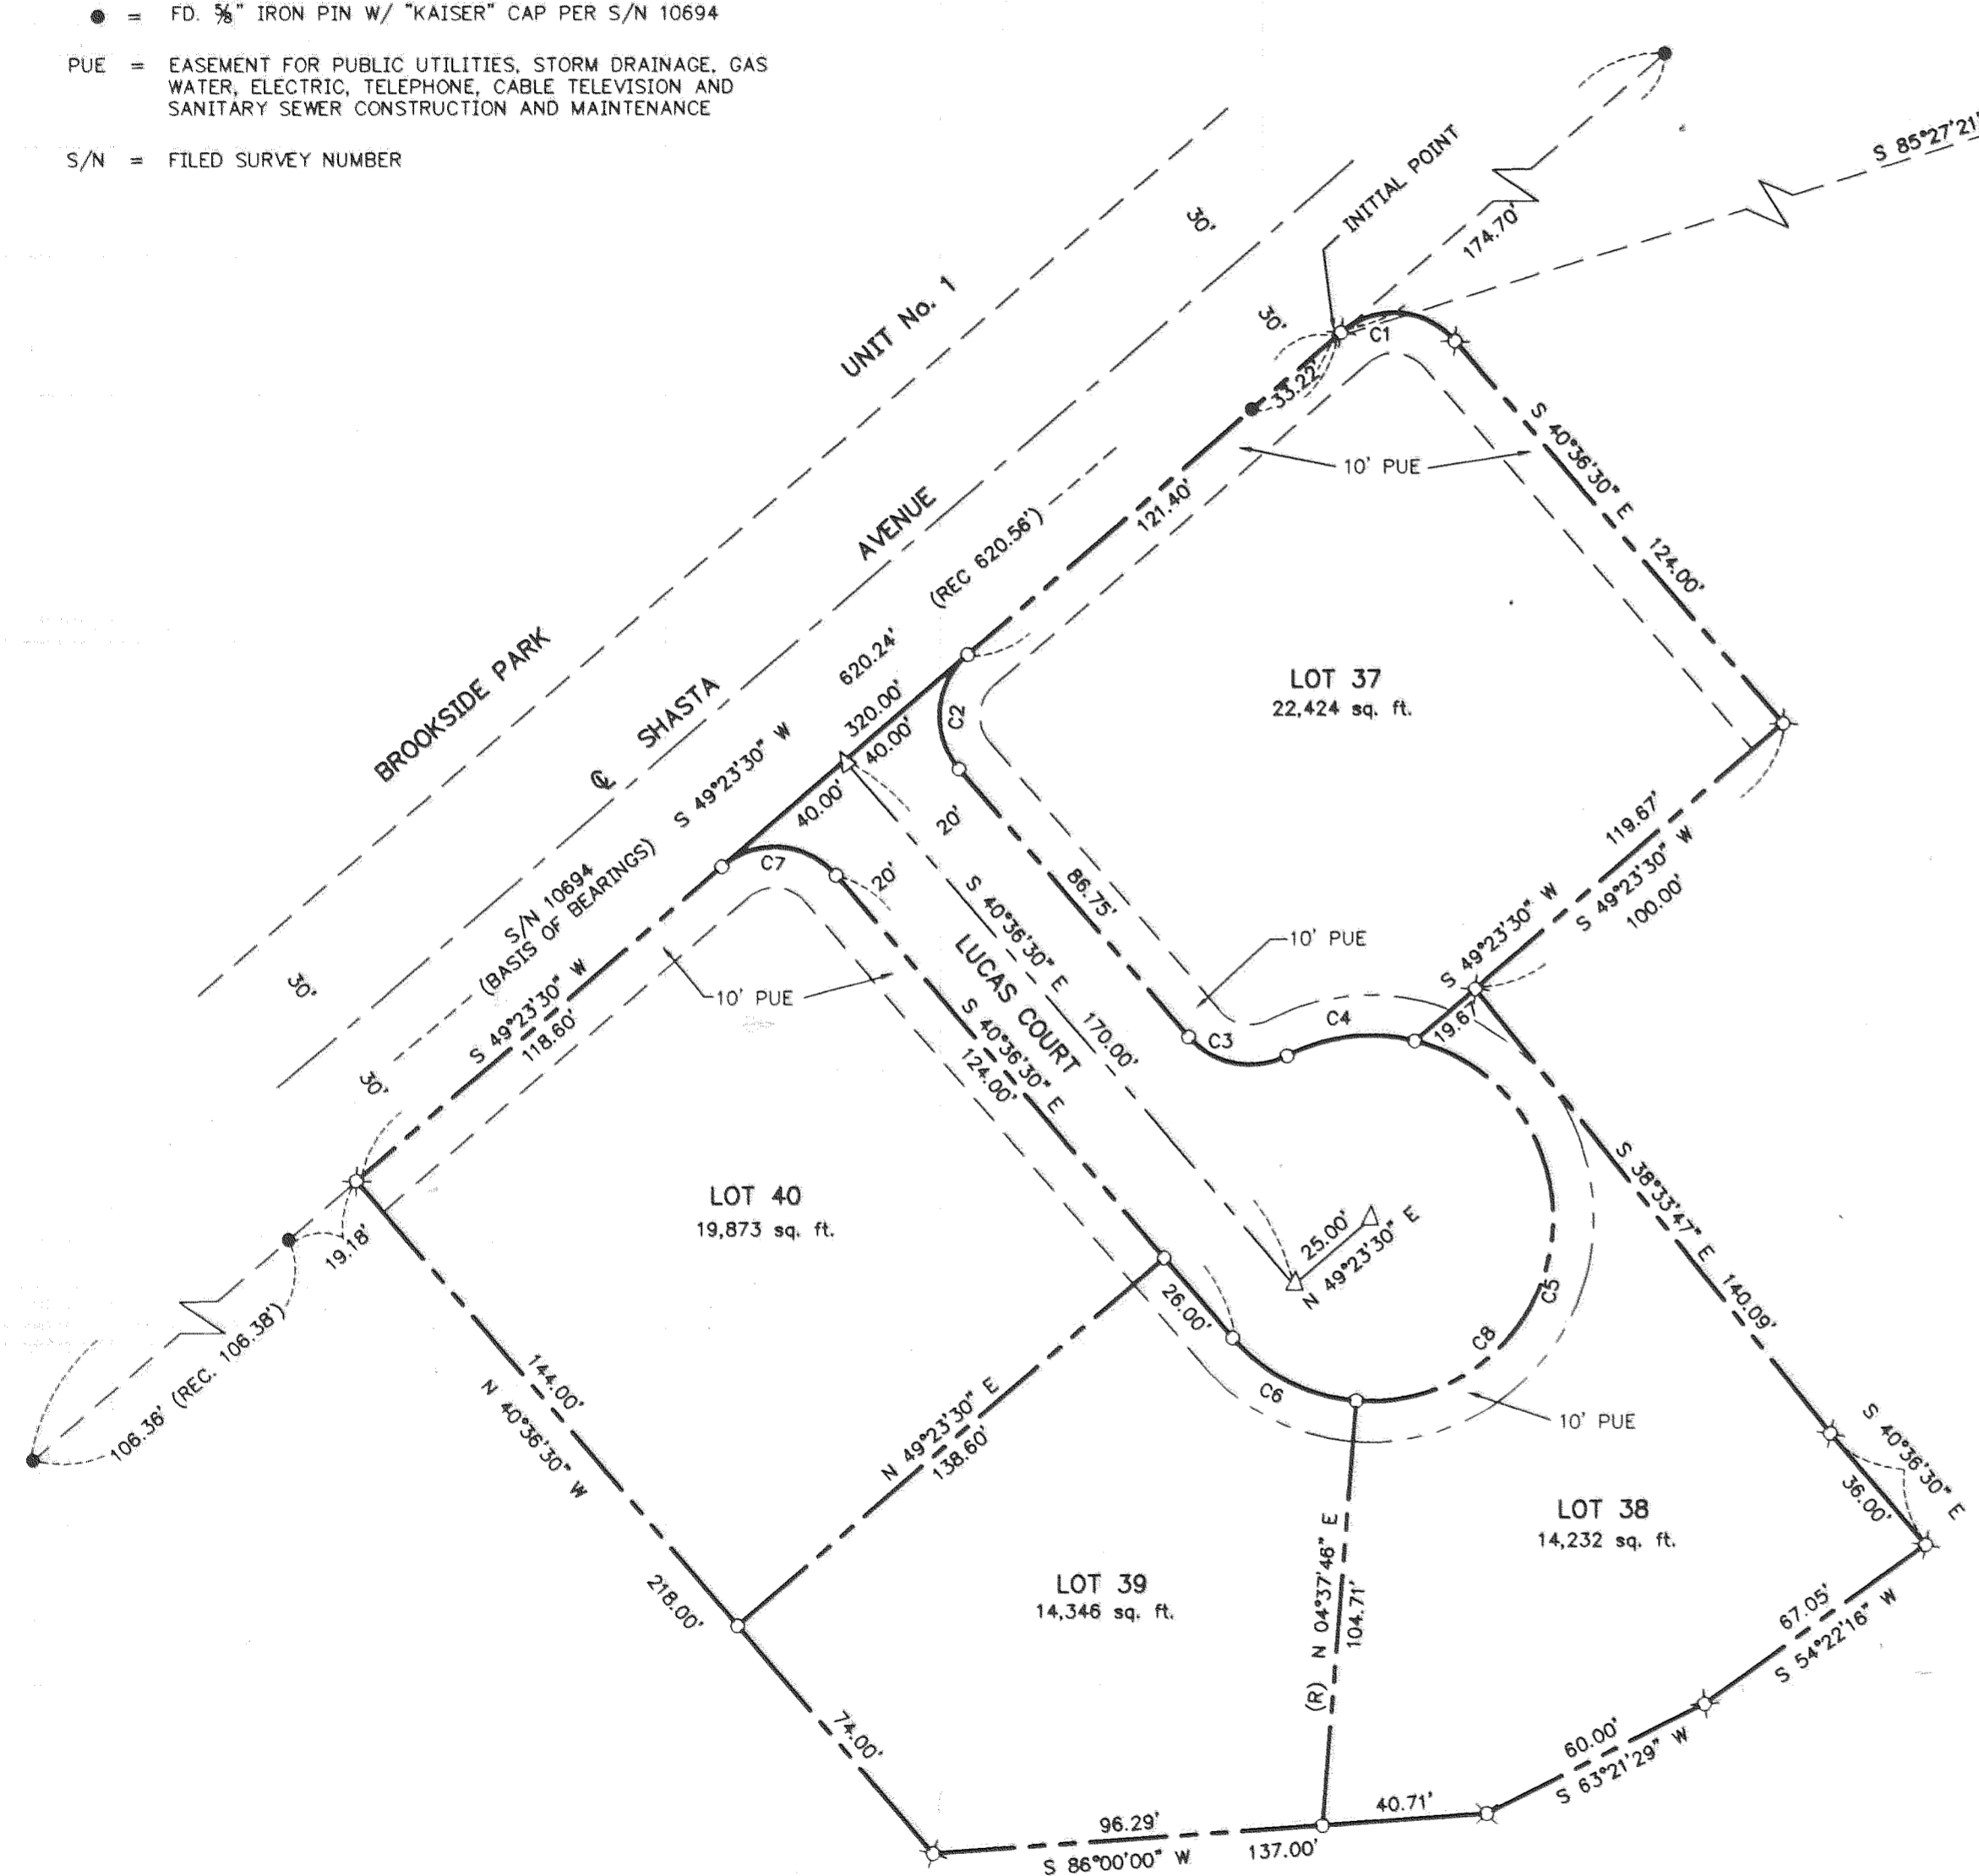 ● = FD. ⅝" IRON PIN W/ "KAISER" CAP PER S/N 10694
PUE = EASEMENT FOR PUBLIC UTILITIES, STORM DRAINAGE, GAS
WATER, ELECTRIC, TELEPHONE, CABLE TELEVISION AND
SANITARY SEWER CONSTRUCTION AND MAINTENANCE
S/N = FILED SURVEY NUMBER
S 85°27'21"
INITIAL POINT
174.70'
30'
30'
UNIT No. 1
C1
33.22'
10' PUE
S 40°36'30" E
124.00'
121.40'
AVENUE
(REC 620.56')
BROOKSIDE PARK
620.24'
320.00'
40.00'
C2
LOT 37
22,424 sq. ft.
SHASTA
℄
S 49°23'30" W
40.00'
20'
C7
20'
86.75'
119.67'
S 49°23'30" W
100.00'
S/N 10694
(BASIS OF BEARINGS)
S 40°36'30" E
170.00'
LUCAS COURT
10' PUE
S 49°23'30" W
19.67'
30'
S 49°23'30" W
118.60'
10' PUE
S 40°36'30" E
124.00'
C3
C4
30'
LOT 40
19,873 sq. ft.
25.00'
N 49°23'30" E
S 38°33'47" E
140.09'
19.18'
26.00'
C5
C8
C6
10' PUE
106.36' (REC. 106.38')
144.00'
N 40°36'30" W
218.00'
N 49°23'30" E
138.60'
S 40°36'30" E
36.00'
LOT 38
14,232 sq. ft.
(R) N 04°37'46" E
104.71'
LOT 39
14,346 sq. ft.
67.05'
S 54°22'16" W
74.00'
60.00'
S 63°21'29" W
96.29'
40.71'
137.00'
S 86°00'00" W